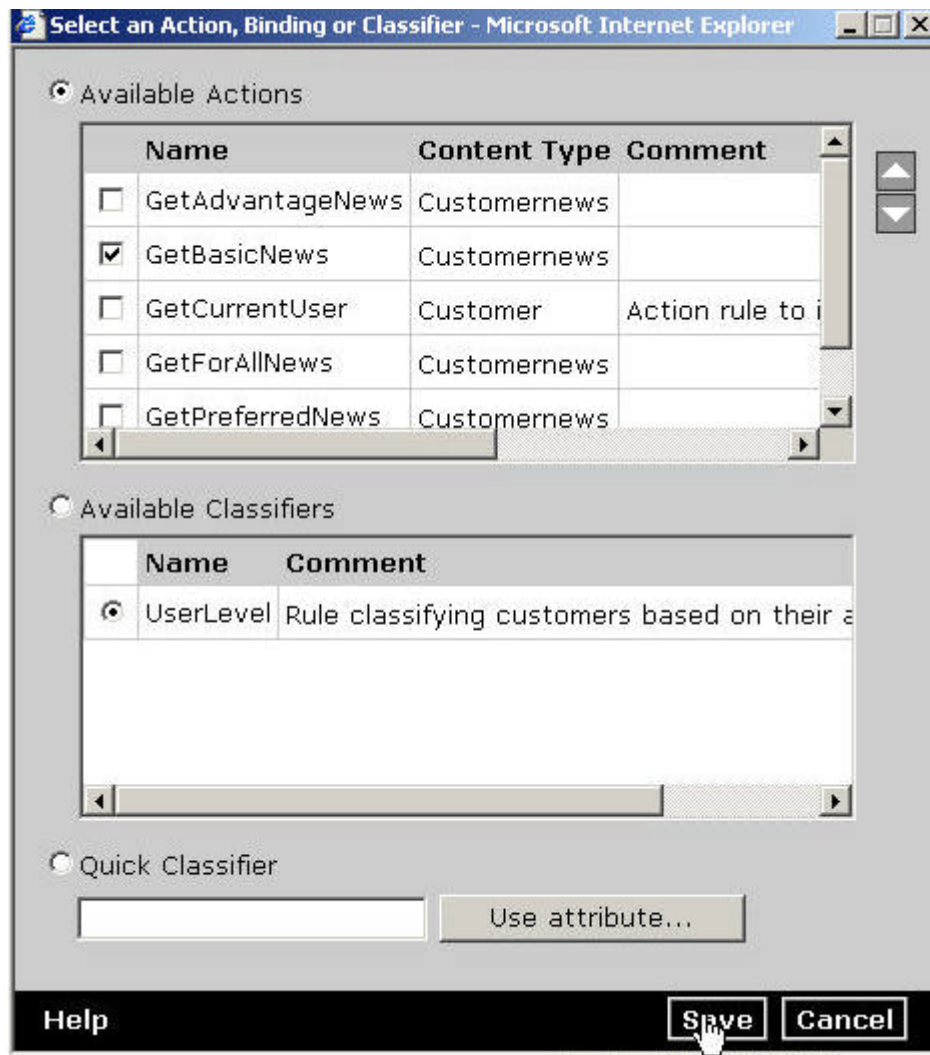 Select an Action, Binding or Classifier - Microsoft Internet Explorer
Available Actions
Name Content Type Comment
GetAdvantageNews Customernews
GetBasicNews Customernews
GetCurrentUser Customer Action rule to i
GetForAllNews Customernews
GetPreferredNews Customernews
Available Classifiers
Name Comment
UserLevel Rule classifying customers based on their a
Quick Classifier
Use attribute...
Help Save Cancel